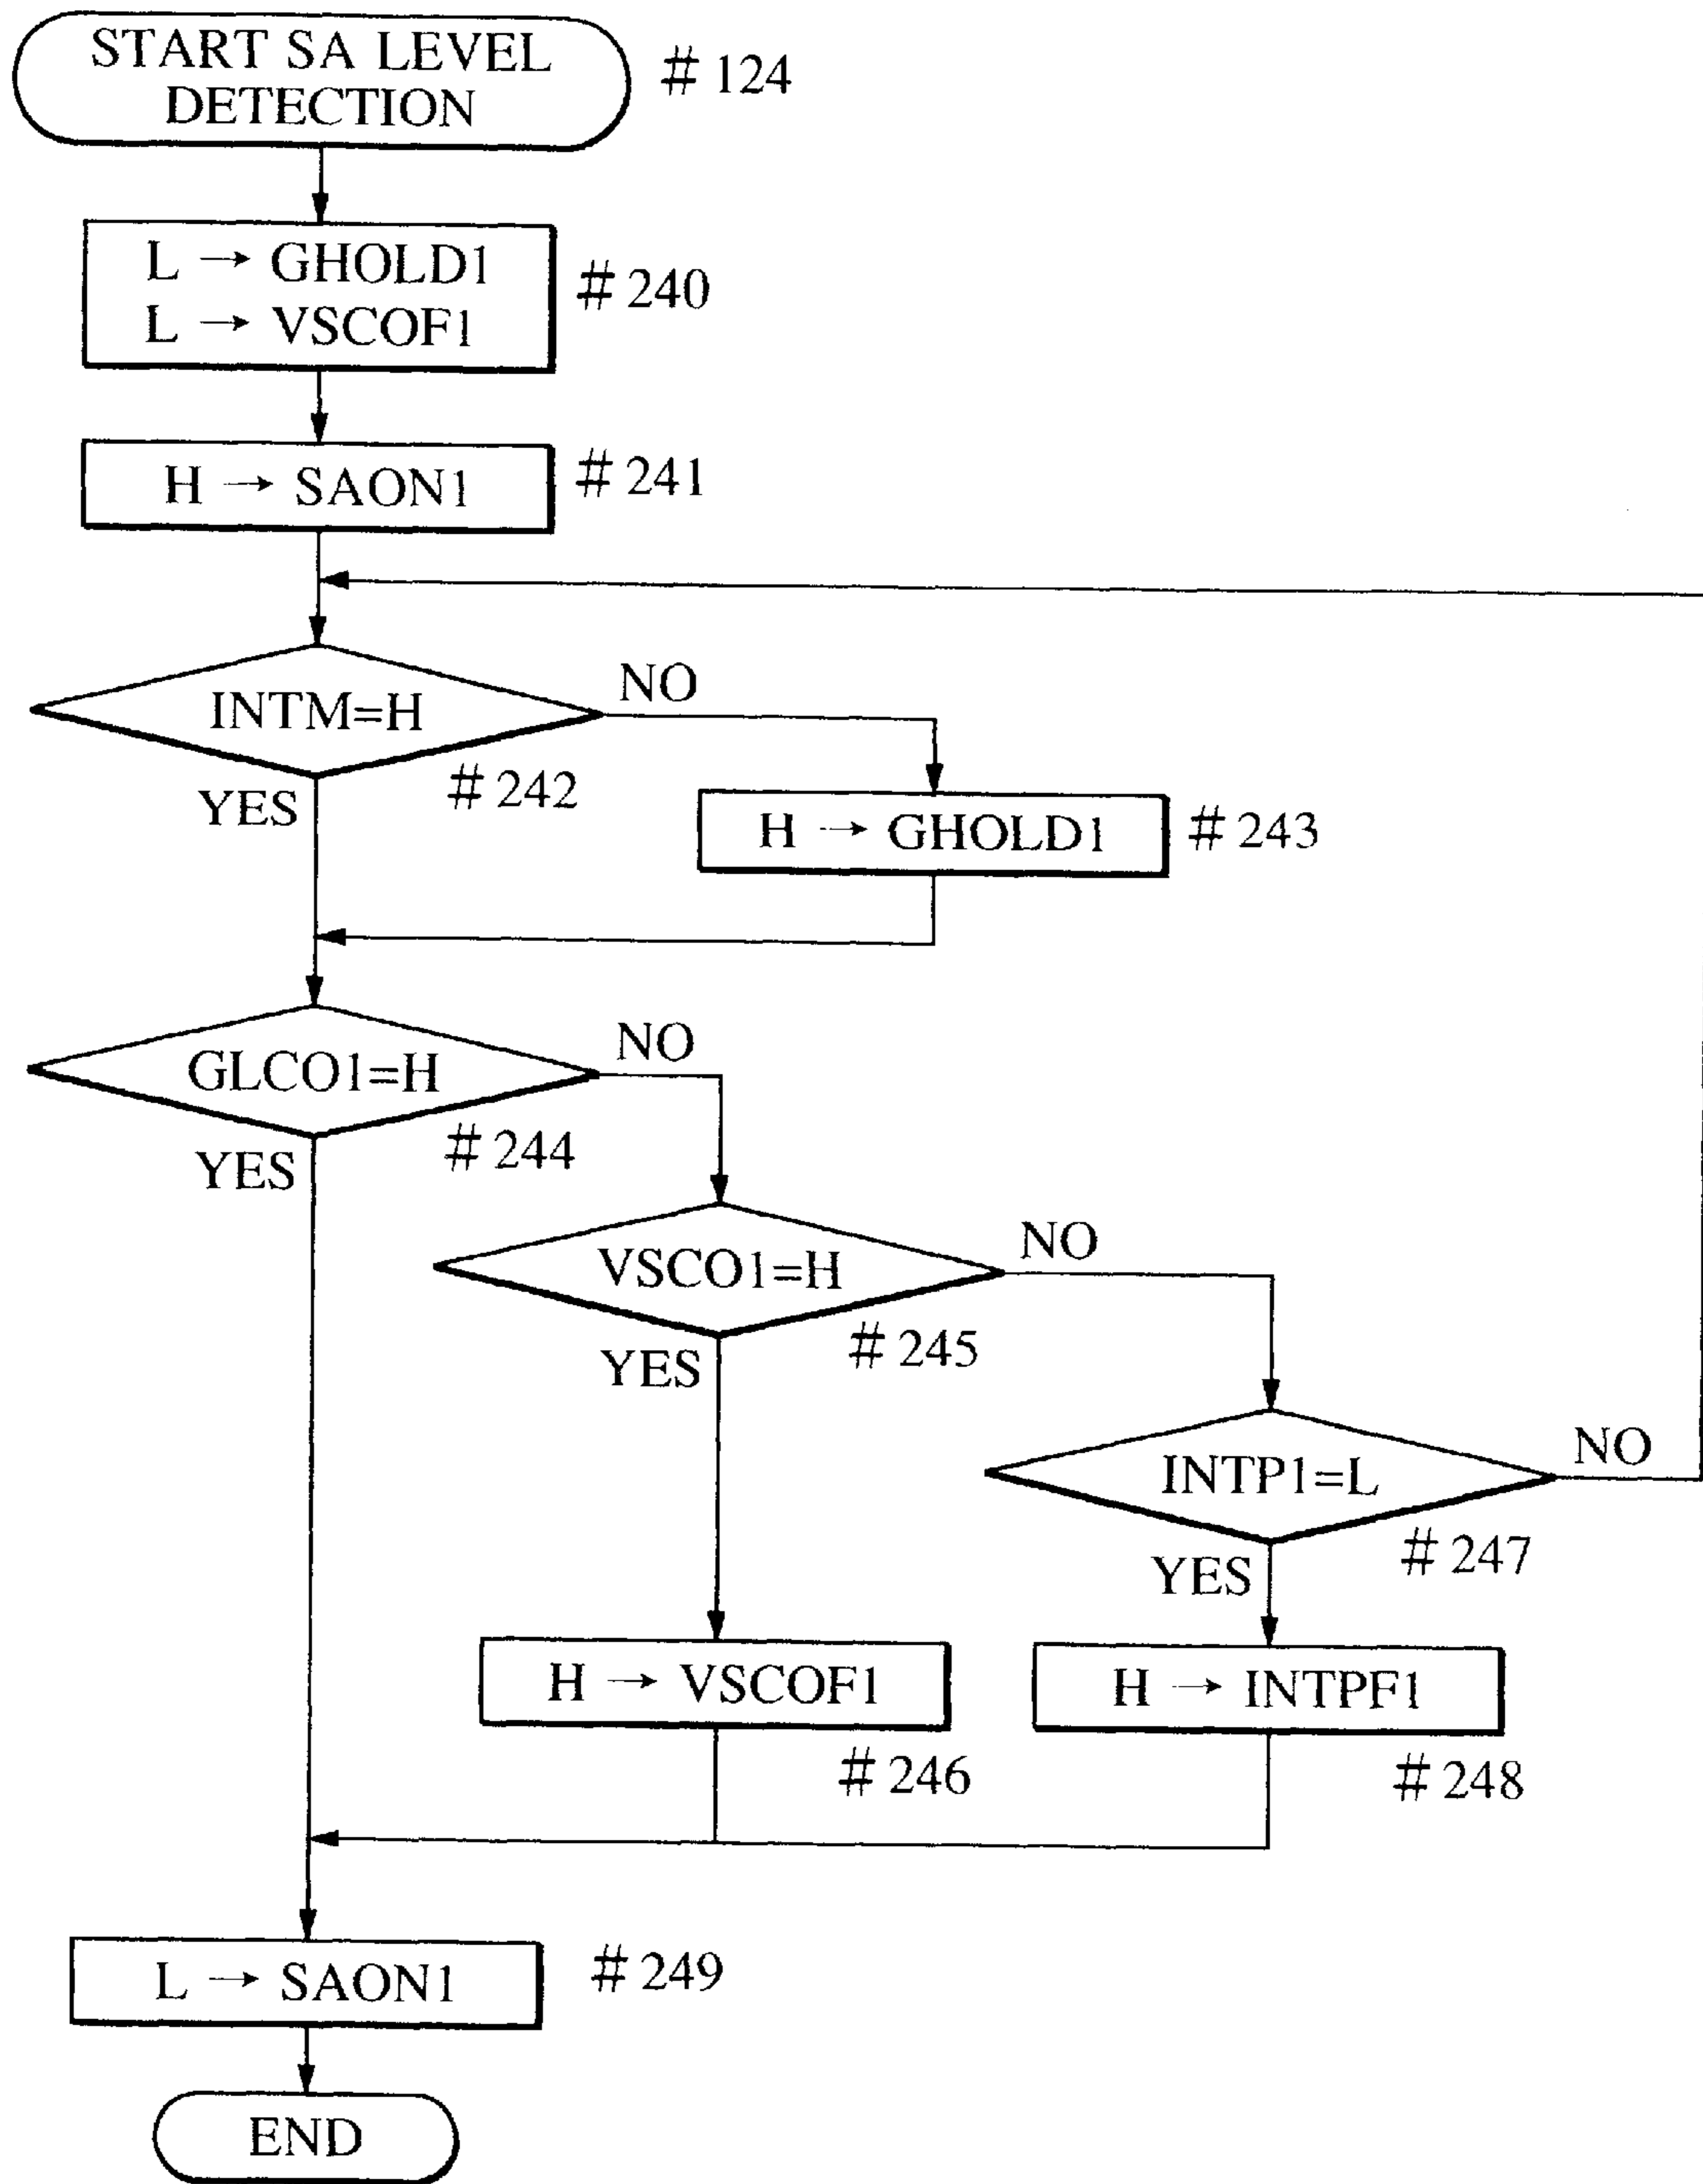 START SA LEVEL
DETECTION
# 124
L → GHOLD1
L → VSCOF1
# 240
H → SAON1
# 241
INTM=H
NO
# 242
YES
H → GHOLD1
# 243
GLCO1=H
NO
# 244
YES
VSCO1=H
NO
# 245
YES
INTP1=L
NO
# 247
YES
H → VSCOF1
# 246
H → INTPF1
# 248
L → SAON1
# 249
END